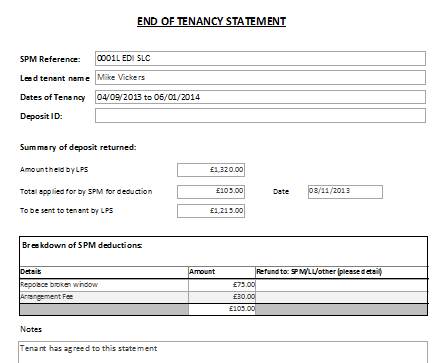 END OF TENANCY STATEMENT
SPM Reference: 0001L EDI SLC
Lead tenant name Mike Vickers
Dates of Tenancy 04/09/2013 to 06/01/2014
Deposit ID:
Summary of deposit returned:
Amount held by LPS £1,320.00
Total applied for by SPM for deduction £105.00 Date 08/11/2013
To be sent to tenant by LPS £1,215.00
Breakdown of SPM deductions:
Details Amount Refund to: SPM/LL/other (please detail)
Repolace broken window £75.00
Arrangement Fee £30.00
£105.00
Notes
Tenant has agreed to this statement